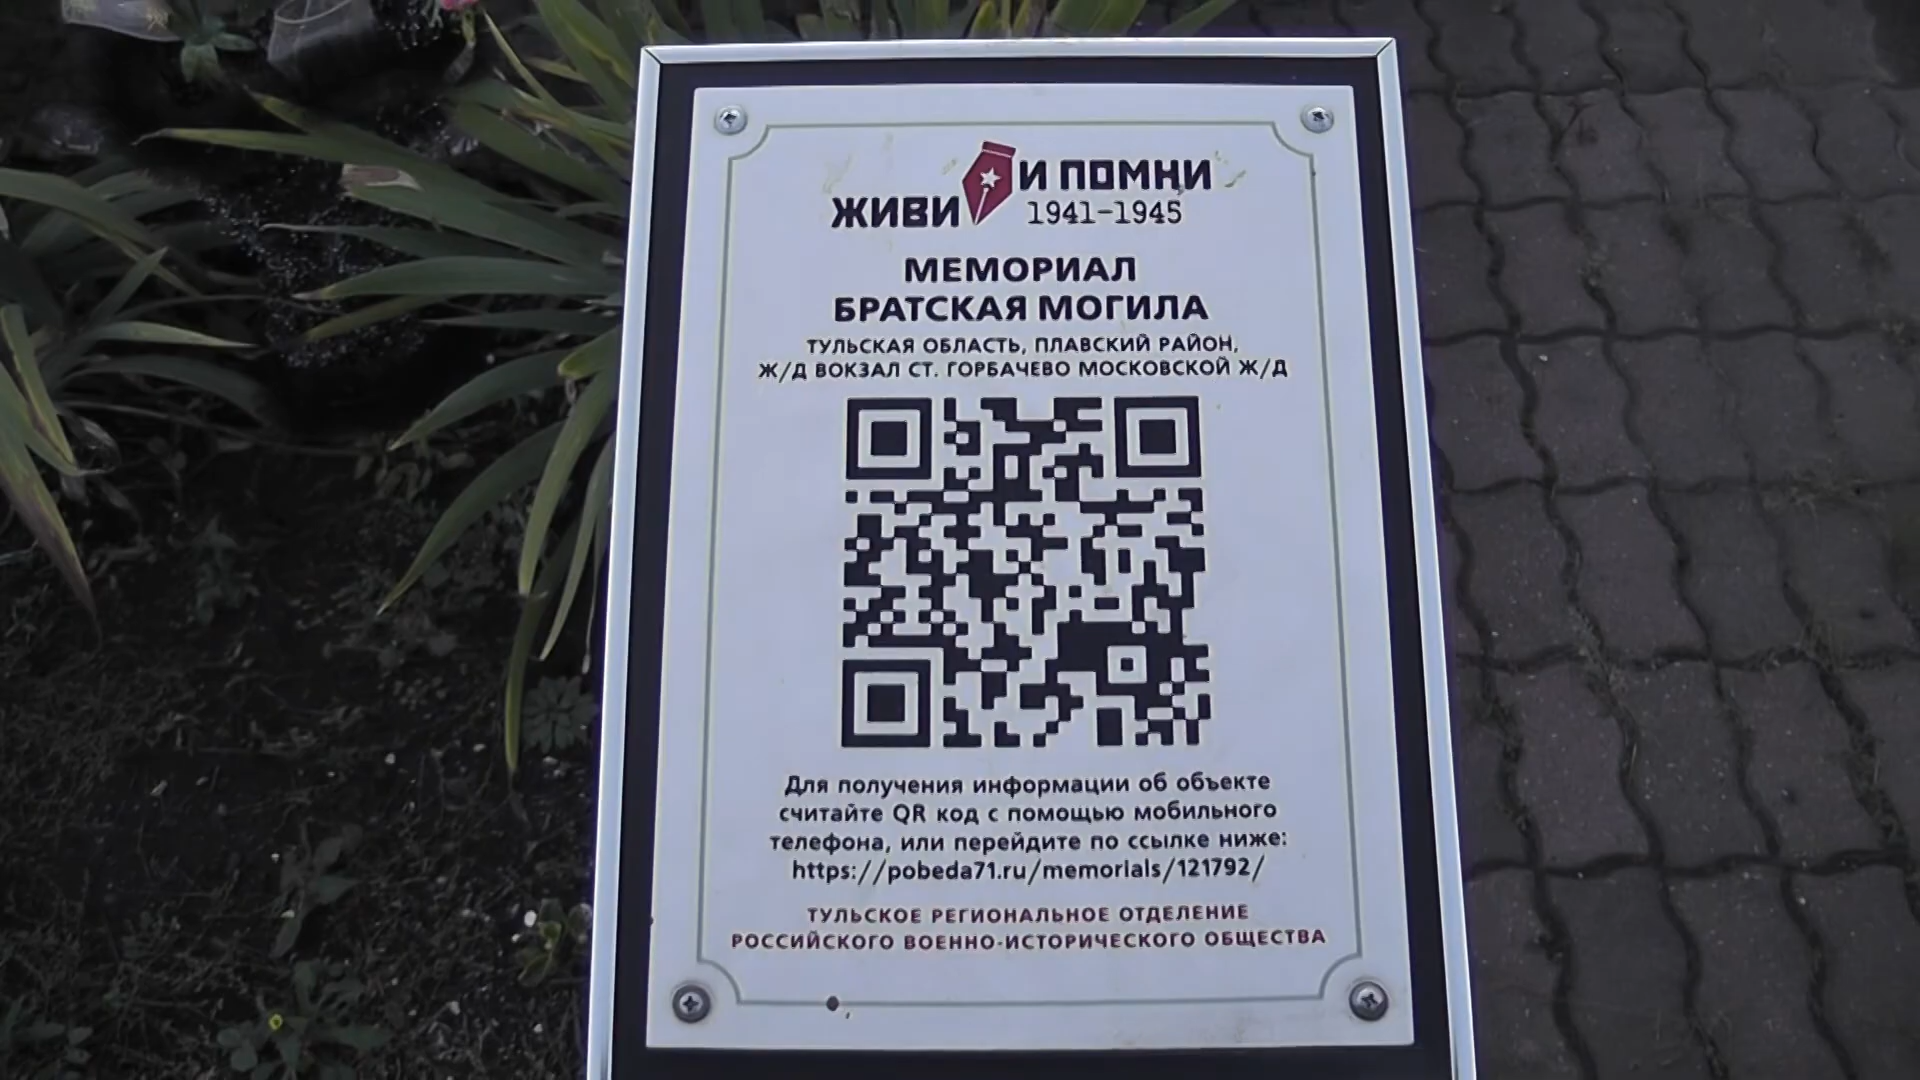 ЖИВИ И ПОМНИ
1941-1945
МЕМОРИАЛ
БРАТСКАЯ МОГИЛА
ТУЛЬСКАЯ ОБЛАСТЬ, ПЛАВСКИЙ РАЙОН,
Ж/Д ВОКЗАЛ СТ. ГОРБАЧЕВО МОСКОВСКОЙ Ж/Д
Для получения информации об объекте
считайте QR код с помощью мобильного
телефона, или перейдите по ссылке ниже:
https://pobeda71.ru/memorials/121792/
ТУЛЬСКОЕ РЕГИОНАЛЬНОЕ ОТДЕЛЕНИЕ
РОССИЙСКОГО ВОЕННО-ИСТОРИЧЕСКОГО ОБЩЕСТВА